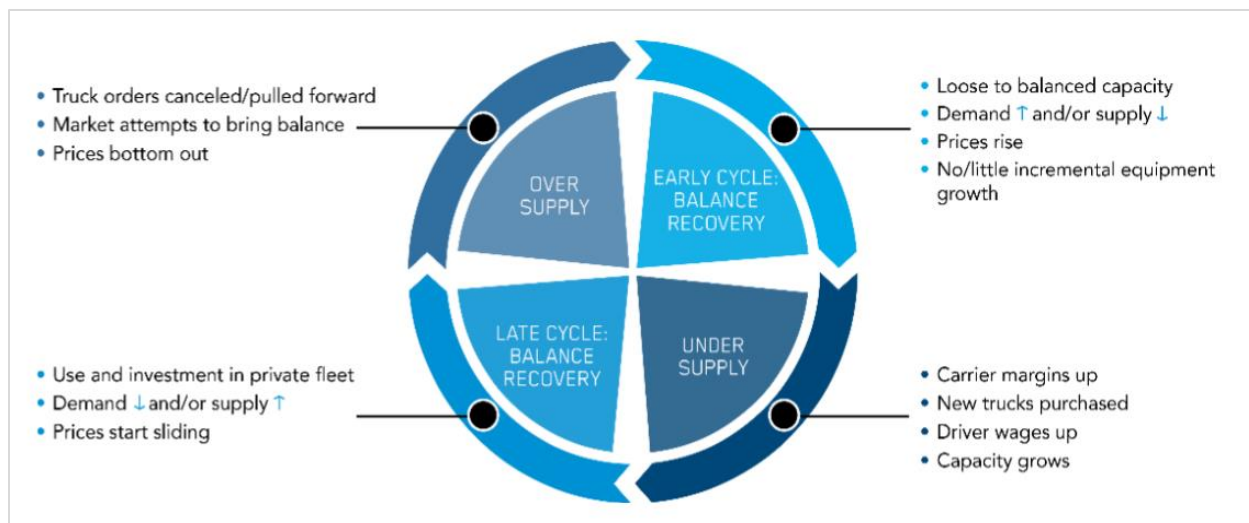 • Truck orders canceled/pulled forward
• Market attempts to bring balance
• Prices bottom out
OVER
SUPPLY
EARLY CYCLE:
BALANCE
RECOVERY
• Loose to balanced capacity
• Demand ↑ and/or supply ↓
• Prices rise
• No/little incremental equipment
growth
• Use and investment in private fleet
• Demand ↓ and/or supply ↑
• Prices start sliding
LATE CYCLE:
BALANCE
RECOVERY
UNDER
SUPPLY
• Carrier margins up
• New trucks purchased
• Driver wages up
• Capacity grows